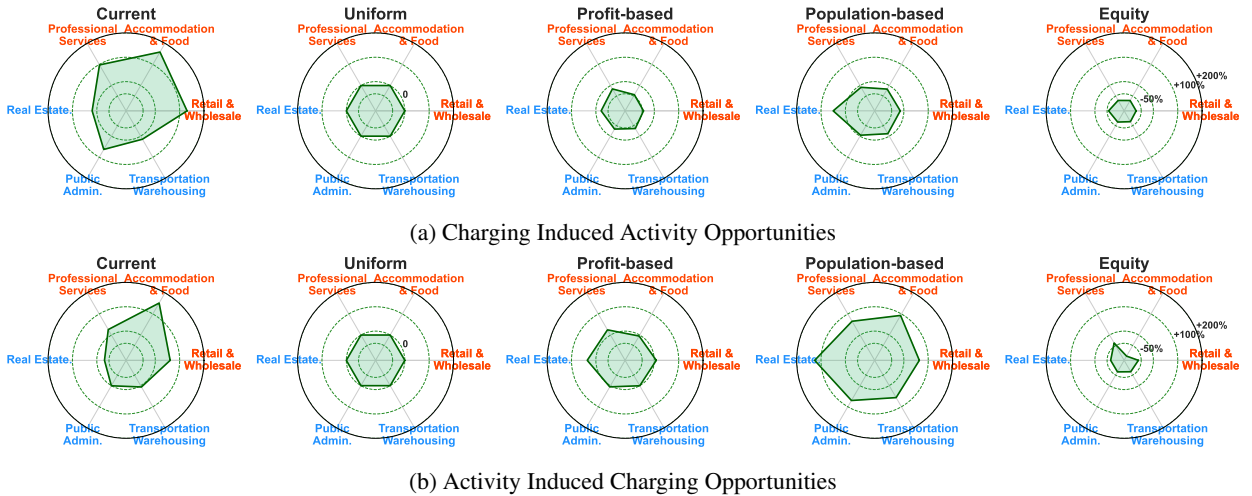 Current
Uniform
Profit-based
Population-based
Equity
Professional Accommodation
Services & Food
Professional Accommodation
Services & Food
Professional Accommodation
Services & Food
Professional Accommodation
Services & Food
Professional Accommodation
Services & Food
+200%
+100%
0
-50%
Real Estate
Retail &
Wholesale
Real Estate
Retail &
Wholesale
Real Estate
Retail &
Wholesale
Real Estate
Retail &
Wholesale
Real Estate
Retail &
Wholesale
Public Transportation
Admin. Warehousing
Public Transportation
Admin. Warehousing
Public Transportation
Admin. Warehousing
Public Transportation
Admin. Warehousing
Public Transportation
Admin. Warehousing
(a) Charging Induced Activity Opportunities
Current
Uniform
Profit-based
Population-based
Equity
Professional Accommodation
Services & Food
Professional Accommodation
Services & Food
Professional Accommodation
Services & Food
Professional Accommodation
Services & Food
Professional Accommodation
Services & Food
+200%
+100%
0
-50%
Real Estate
Retail &
Wholesale
Real Estate
Retail &
Wholesale
Real Estate
Retail &
Wholesale
Real Estate
Retail &
Wholesale
Real Estate
Retail &
Wholesale
Public Transportation
Admin. Warehousing
Public Transportation
Admin. Warehousing
Public Transportation
Admin. Warehousing
Public Transportation
Admin. Warehousing
Public Transportation
Admin. Warehousing
(b) Activity Induced Charging Opportunities